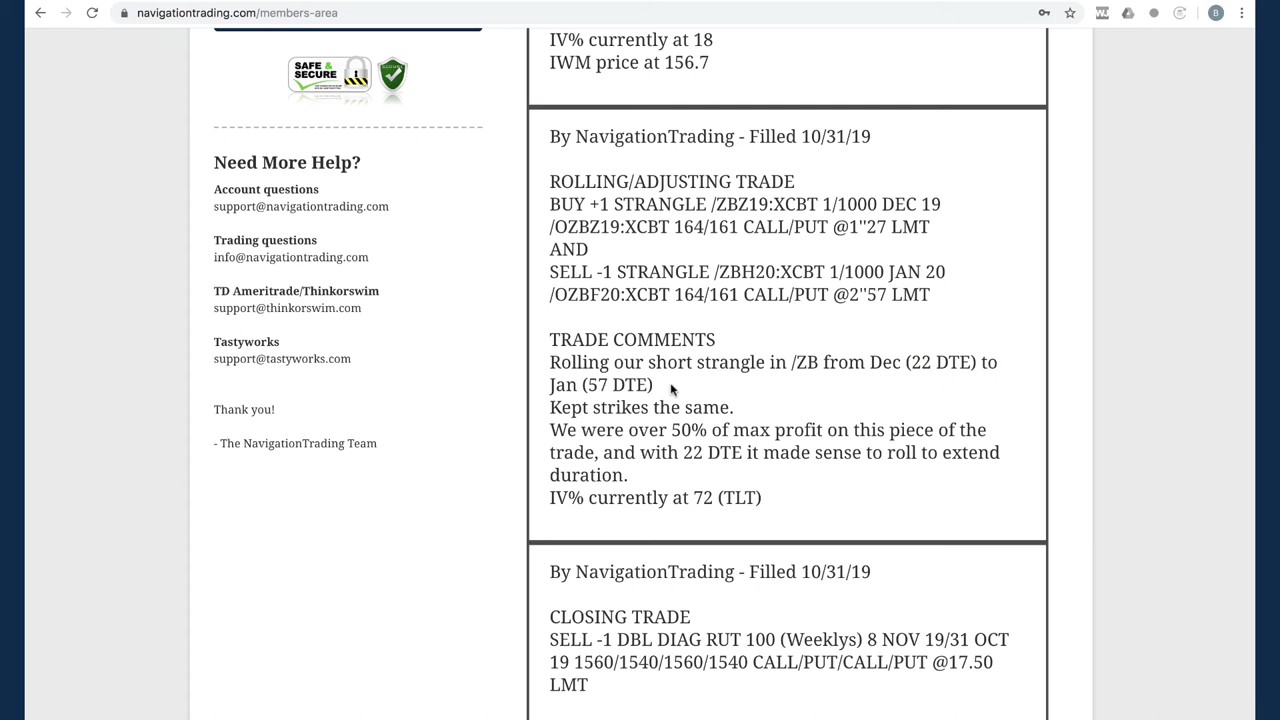 navigationtrading.com/members-area
B
SAFE &
SECURE
Need More Help?
Account questions
support@navigationtrading.com
Trading questions
info@navigationtrading.com
TD Ameritrade/Thinkorswim
support@thinkorswim.com
Tastyworks
support@tastyworks.com
Thank you!
- The NavigationTrading Team
IV% currently at 18
IWM price at 156.7
By NavigationTrading - Filled 10/31/19
ROLLING/ADJUSTING TRADE
BUY +1 STRANGLE /ZBZ19:XCBT 1/1000 DEC 19
/OZBZ19:XCBT 164/161 CALL/PUT @1"27 LMT
AND
SELL -1 STRANGLE /ZBH20:XCBT 1/1000 JAN 20
/OZBF20:XCBT 164/161 CALL/PUT @2"57 LMT
TRADE COMMENTS
Rolling our short strangle in /ZB from Dec (22 DTE) to
Jan (57 DTE)
Kept strikes the same.
We were over 50% of max profit on this piece of the
trade, and with 22 DTE it made sense to roll to extend
duration.
IV% currently at 72 (TLT)
By NavigationTrading - Filled 10/31/19
CLOSING TRADE
SELL -1 DBL DIAG RUT 100 (Weeklys) 8 NOV 19/31 OCT
19 1560/1540/1560/1540 CALL/PUT/CALL/PUT @17.50
LMT